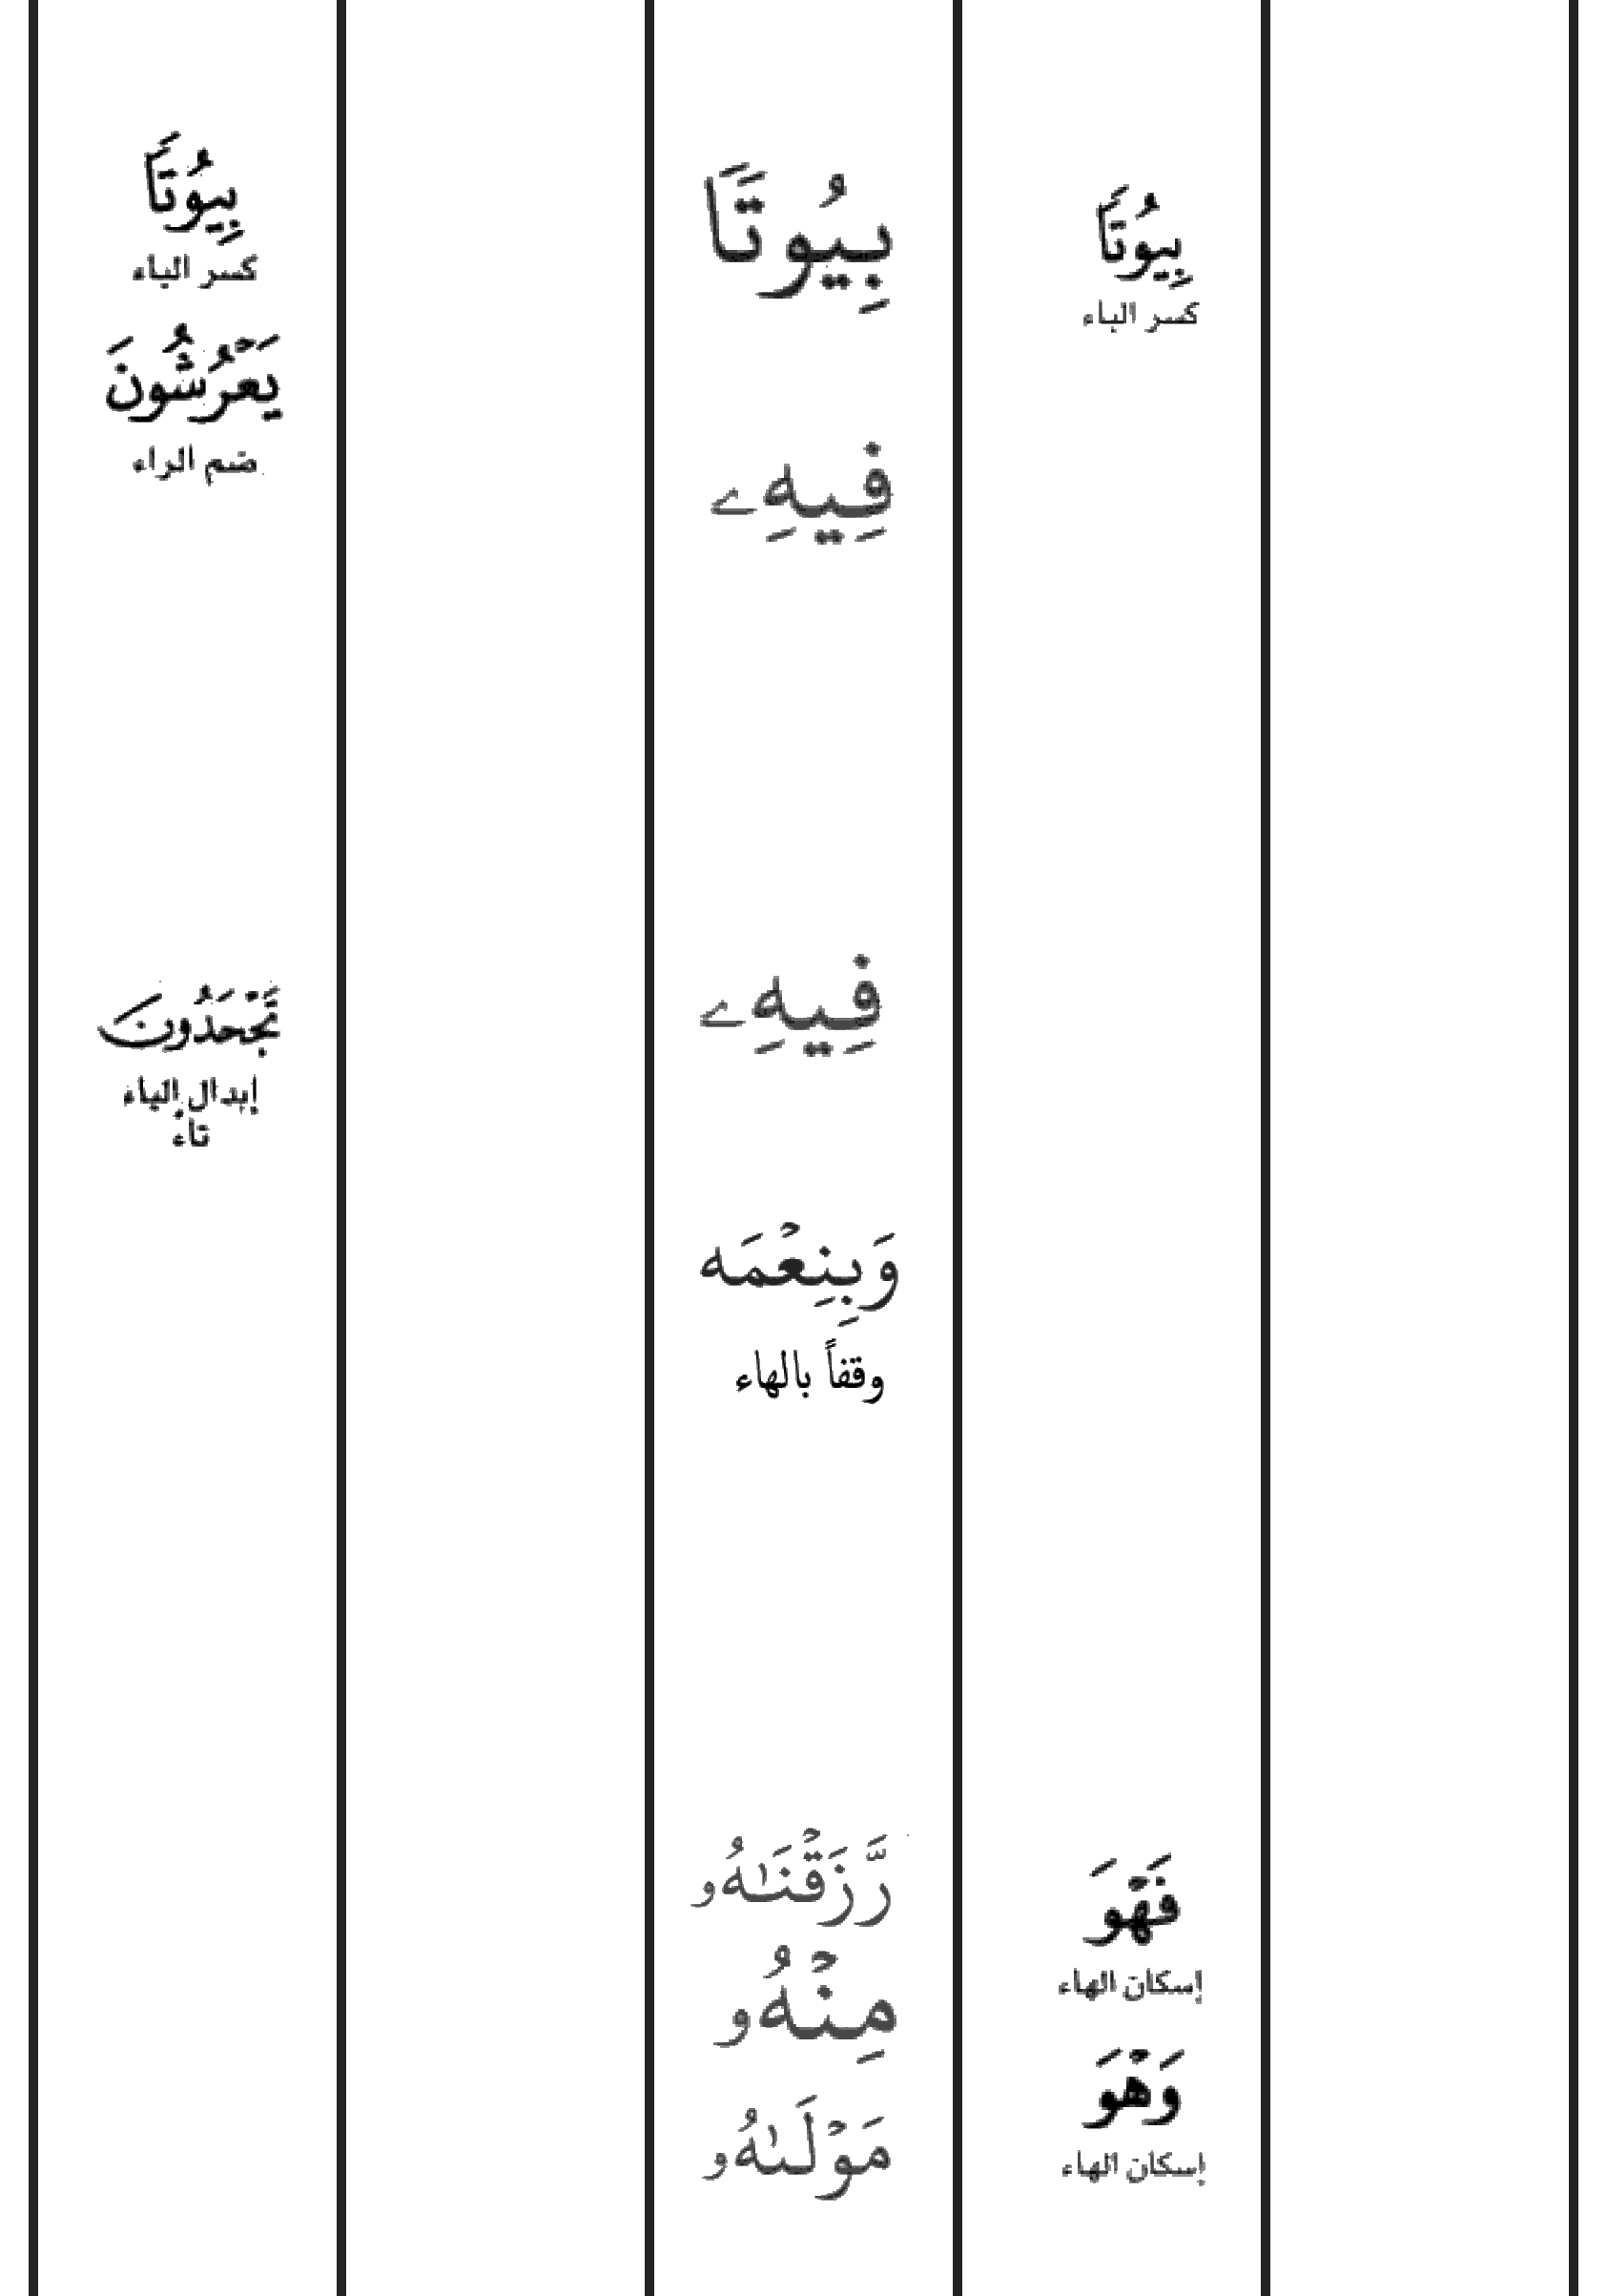 بِيُوتًا
كسر الباء
بِيُوتًا
فِيهِۦ
فِيهِۦ
وَبِنِعْمَه
وقفاً بالهاء
رَّزَقْنَـٰهُۥ
مِنْهُۥ
مَوْلَـىٰهُۥ
فَهْوَ
إسكان الهاء
وَهْوَ
إسكان الهاء
بِيُوتًا
كسر الباء
يَعْرُشُونَ
ضم الراء
تَجْحَدُونَ
إبدال الياء
تاءً